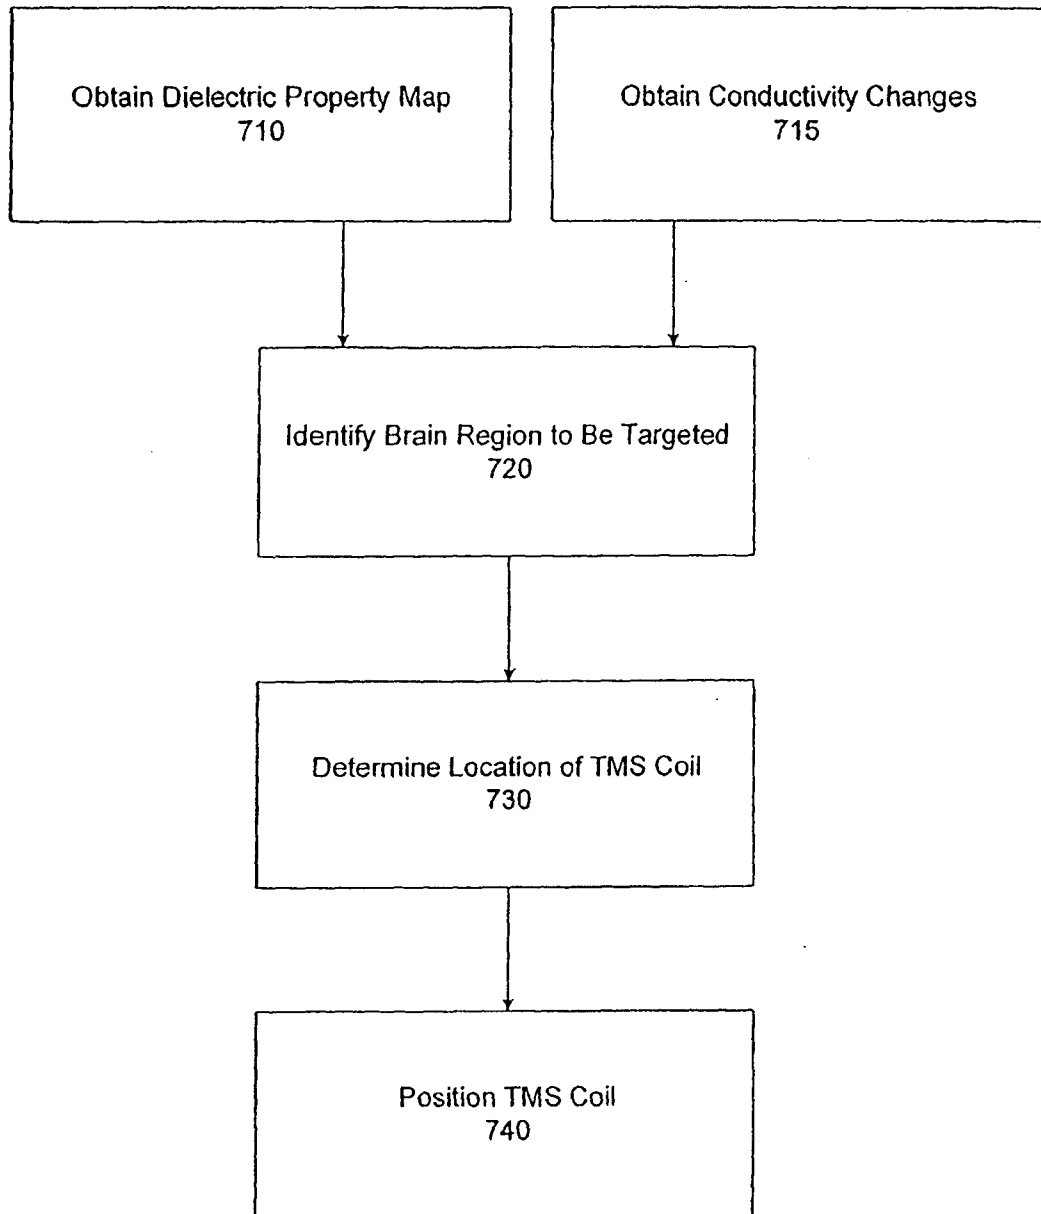 Obtain Dielectric Property Map
710
Obtain Conductivity Changes
715
Identify Brain Region to Be Targeted
720
Determine Location of TMS Coil
730
Position TMS Coil
740